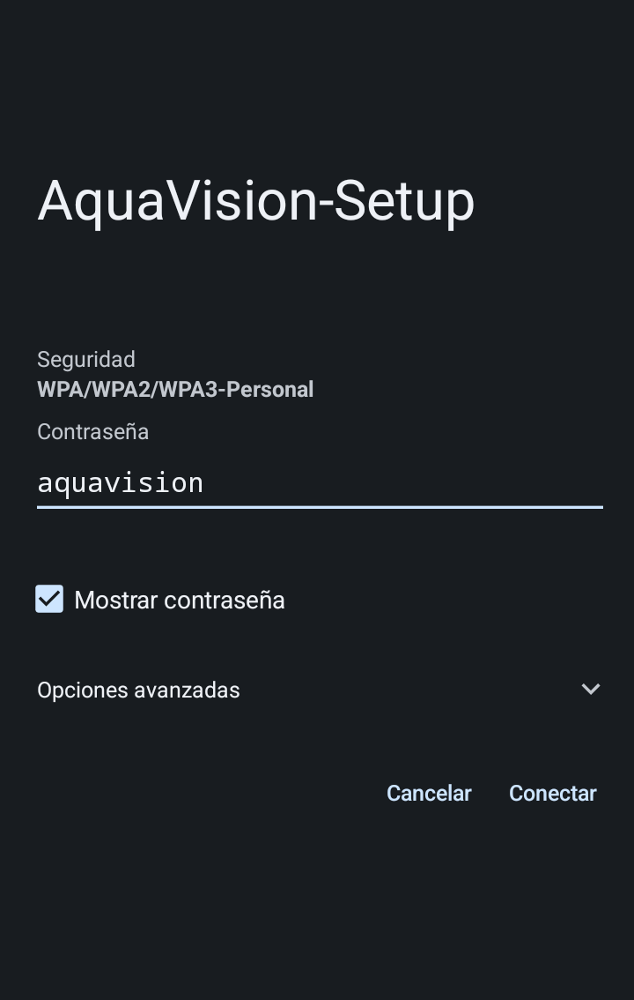 AquaVision-Setup
Seguridad
WPA/WPA2/WPA3-Personal
Contraseña
aquavision
Mostrar contraseña
Opciones avanzadas
Cancelar Conectar